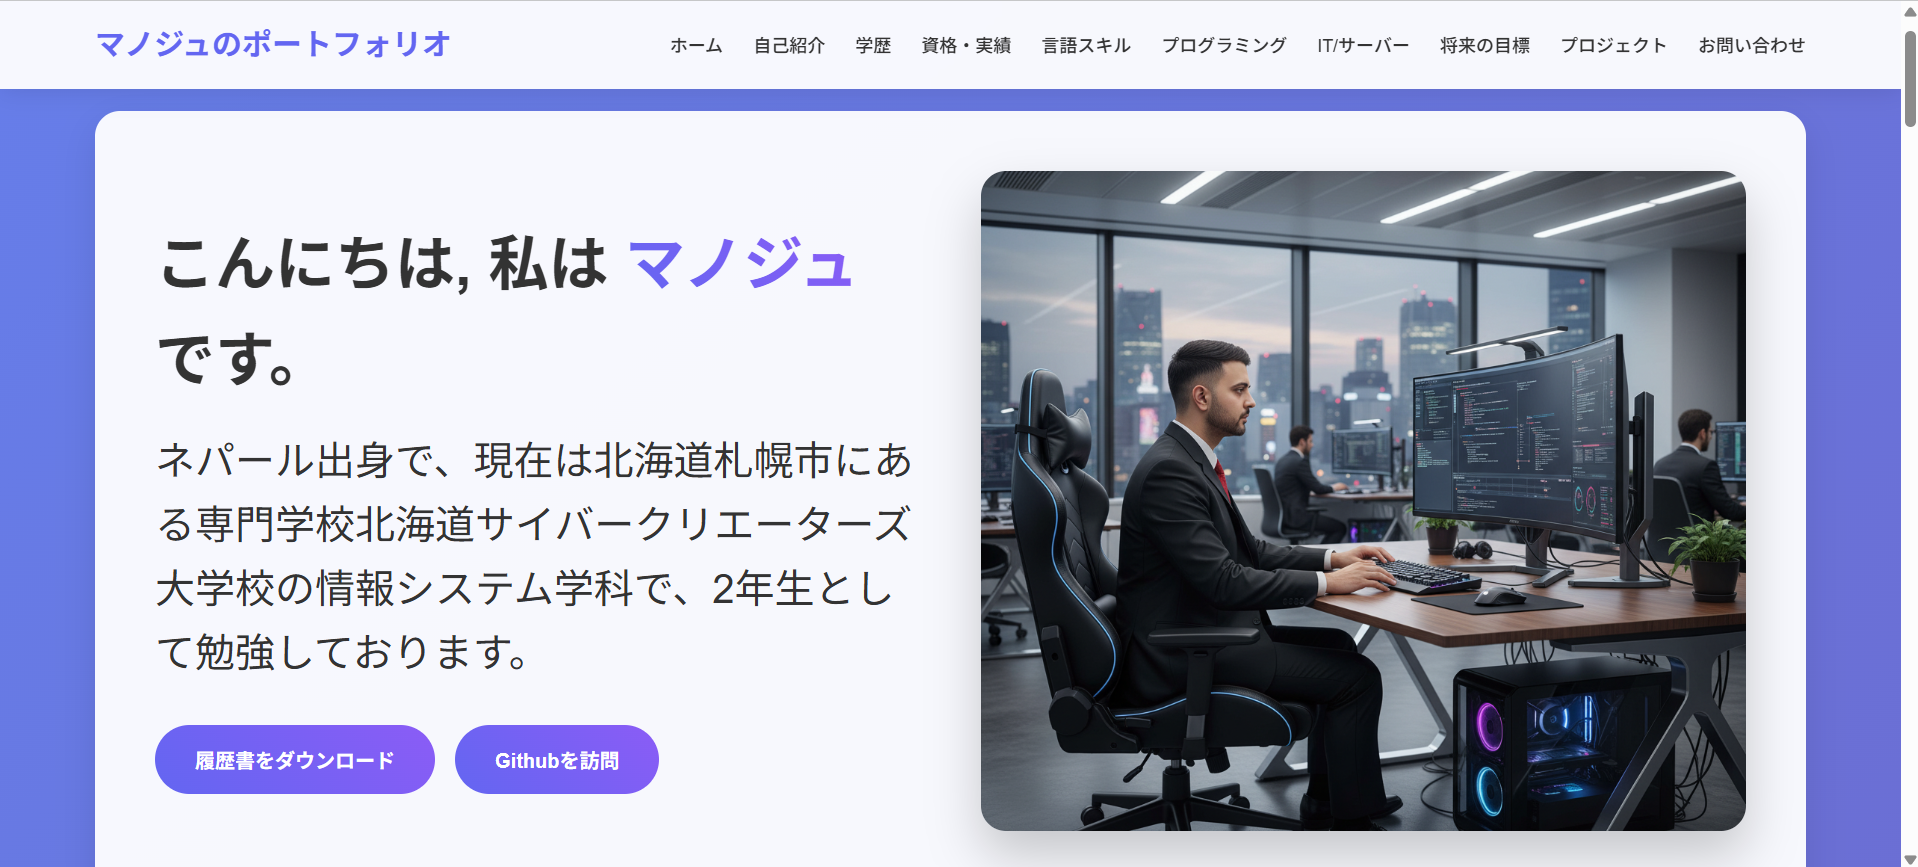 マノジュのポートフォリオ
ホーム 自己紹介 学歴 資格・実績 言語スキル プログラミング IT/サーバー 将来の目標 プロジェクト お問い合わせ
こんにちは, 私は マノジュ
です。
ネパール出身で、現在は北海道札幌市にあ
る専門学校北海道サイバークリエーターズ
大学校の情報システム学科で、2年生とし
て勉強しております。
履歴書をダウンロード Githubを訪問